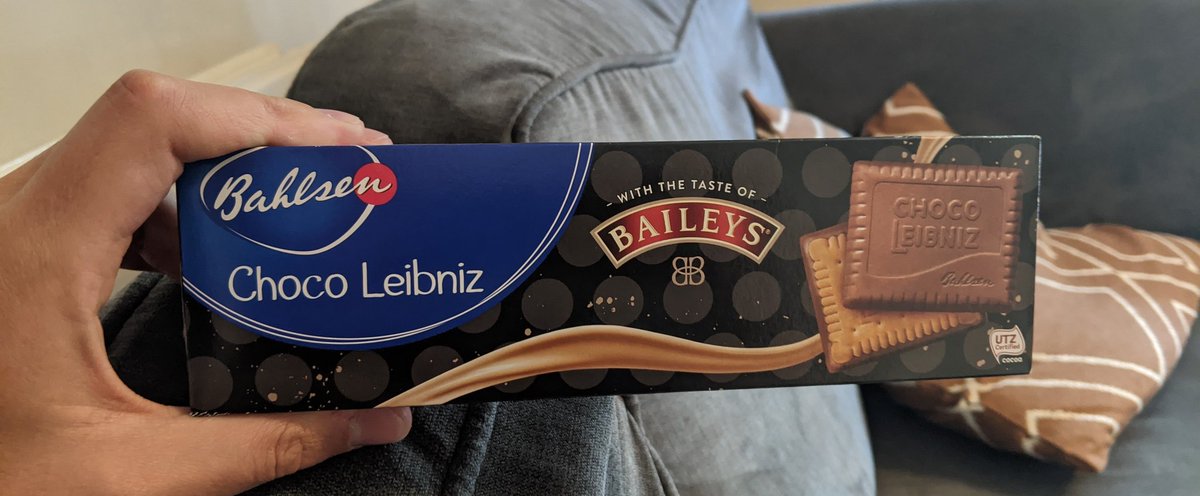 Bahlsen
Choco Leibniz
WITH THE TASTE OF
BAILEYS®
CHOCO
LEIBNIZ
Bahlsen
UTZ
Certified
cocoa